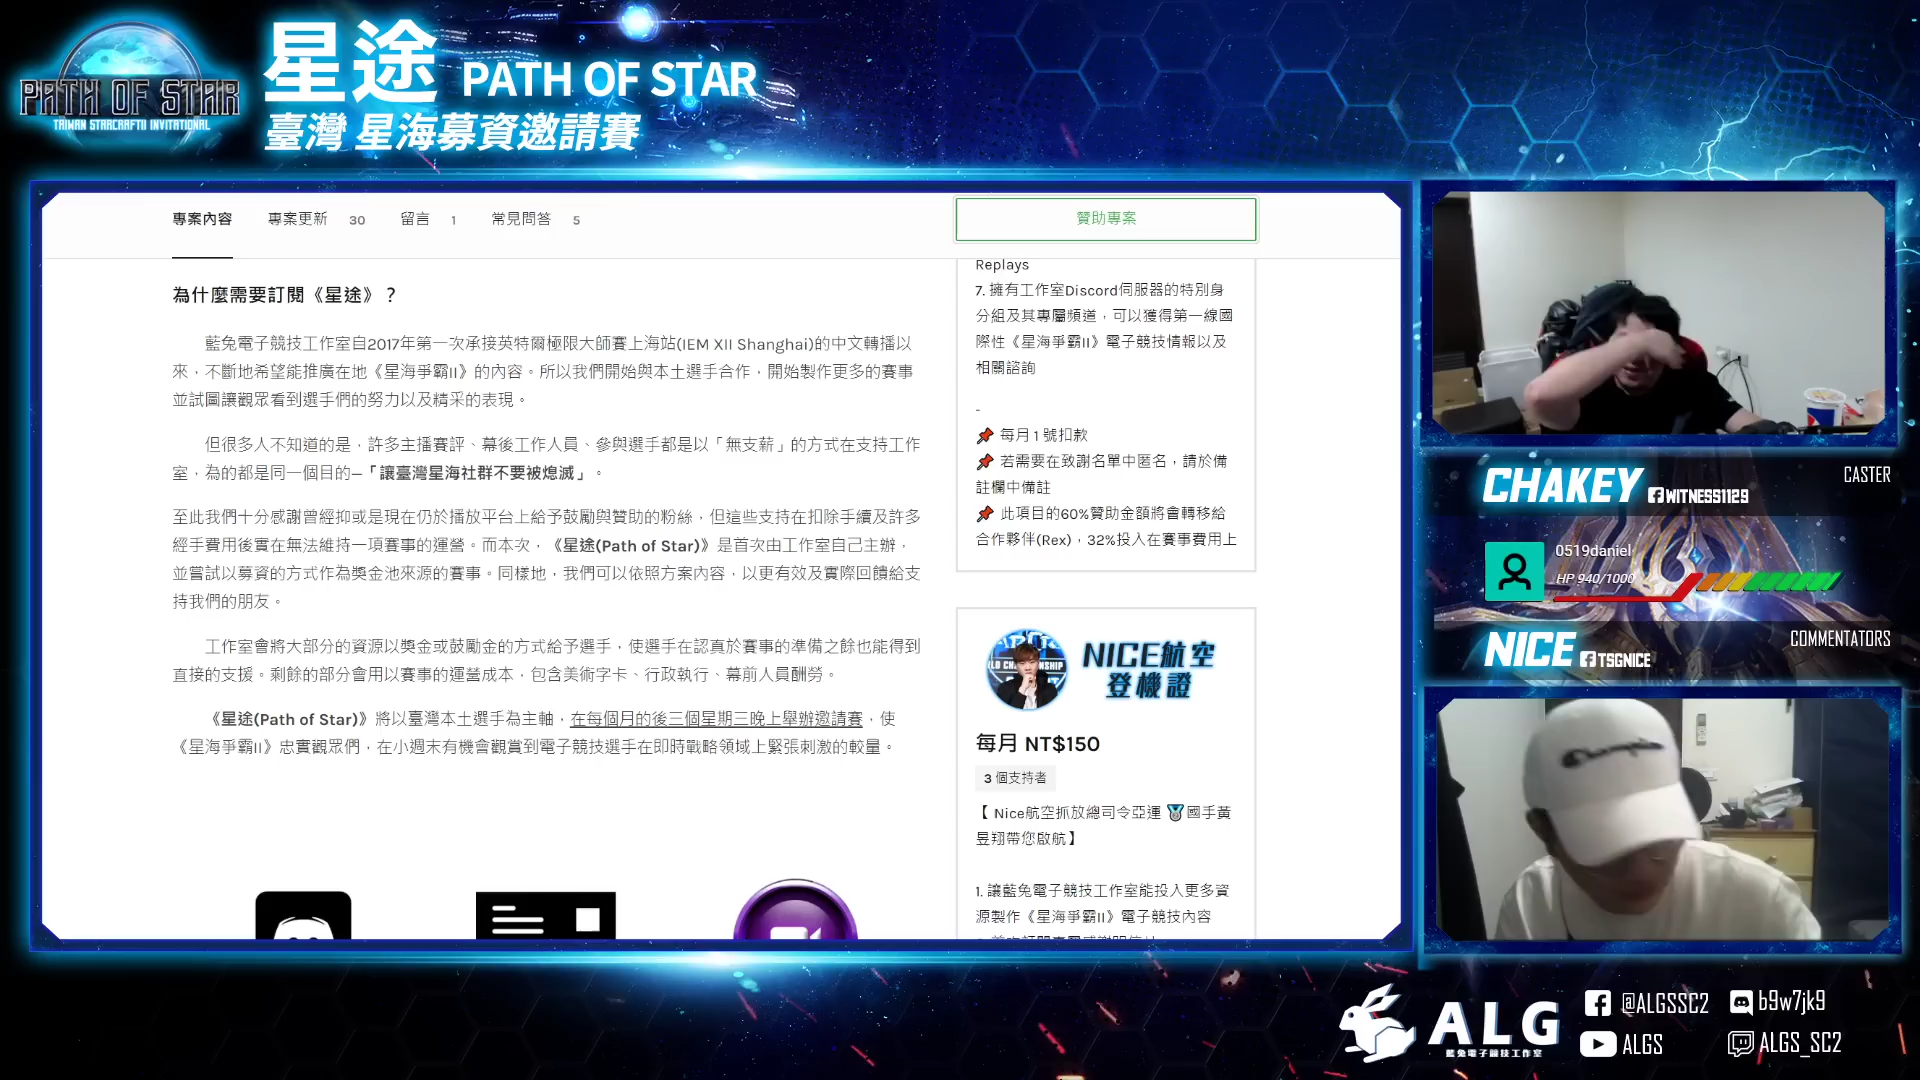 PATH OF STAR
TAIWAN STARCRAFT II INVITATIONAL
星途 PATH OF STAR
臺灣 星海募資邀請賽
專案內容 專案更新 30 留言 1 常見問答 5
贊助專案
為什麼需要訂閱《星途》？
藍兔電子競技工作室自2017年第一次承接英特爾極限大師賽上海站(IEM XII Shanghai)的中文轉播以
來，不斷地希望能推廣在地《星海爭霸II》的內容。所以我們開始與本土選手合作，開始製作更多的賽事
並試圖讓觀眾看到選手們的努力以及精采的表現。
但很多人不知道的是，許多主播賽評、幕後工作人員、參與選手都是以「無支薪」的方式在支持工作
室，為的都是同一個目的—「讓臺灣星海社群不要被熄滅」。
至此我們十分感謝曾經抑或是現在仍於播放平台上給予鼓勵與贊助的粉絲，但這些支持在扣除手續及許多
經手費用後實在無法維持一項賽事的運營。而本次，《星途(Path of Star)》是首次由工作室自己主辦，
並嘗試以募資的方式作為獎金池來源的賽事。同樣地，我們可以依照方案內容，以更有效及實際回饋給支
持我們的朋友。
工作室會將大部分的資源以獎金或鼓勵金的方式給予選手，使選手在認真於賽事的準備之餘也能得到
直接的支援。剩餘的部分會用以賽事的運營成本，包含美術字卡、行政執行、幕前人員酬勞。
《星途(Path of Star)》將以臺灣本土選手為主軸，在每個月的後三個星期三晚上舉辦邀請賽，使
《星海爭霸II》忠實觀眾們，在小週末有機會觀賞到電子競技選手在即時戰略領域上緊張刺激的較量。
Replays
7. 擁有工作室Discord伺服器的特別身
分組及其專屬頻道，可以獲得第一線國
際性《星海爭霸II》電子競技情報以及
相關諮詢
-
📌 每月 1 號扣款
📌 若需要在致謝名單中匿名，請於備
註欄中備註
📌 此項目的60%贊助金額將會轉移給
合作夥伴(Rex)，32%投入在賽事費用上
NICE航空
登機證
每月 NT$150
3 個支持者
【 Nice航空抓放總司令亞運 🥈國手黃
昱翔帶您啟航】
1. 讓藍兔電子競技工作室能投入更多資
源製作《星海爭霸II》電子競技內容
CHAKEY WITNESS1129 CASTER
0519daniel
HP 940/1000
NICE TSGNICE COMMENTATORS
ALG
藍兔電子競技工作室
@ALGSSC2 b9w7jk9
ALGS ALGS_SC2